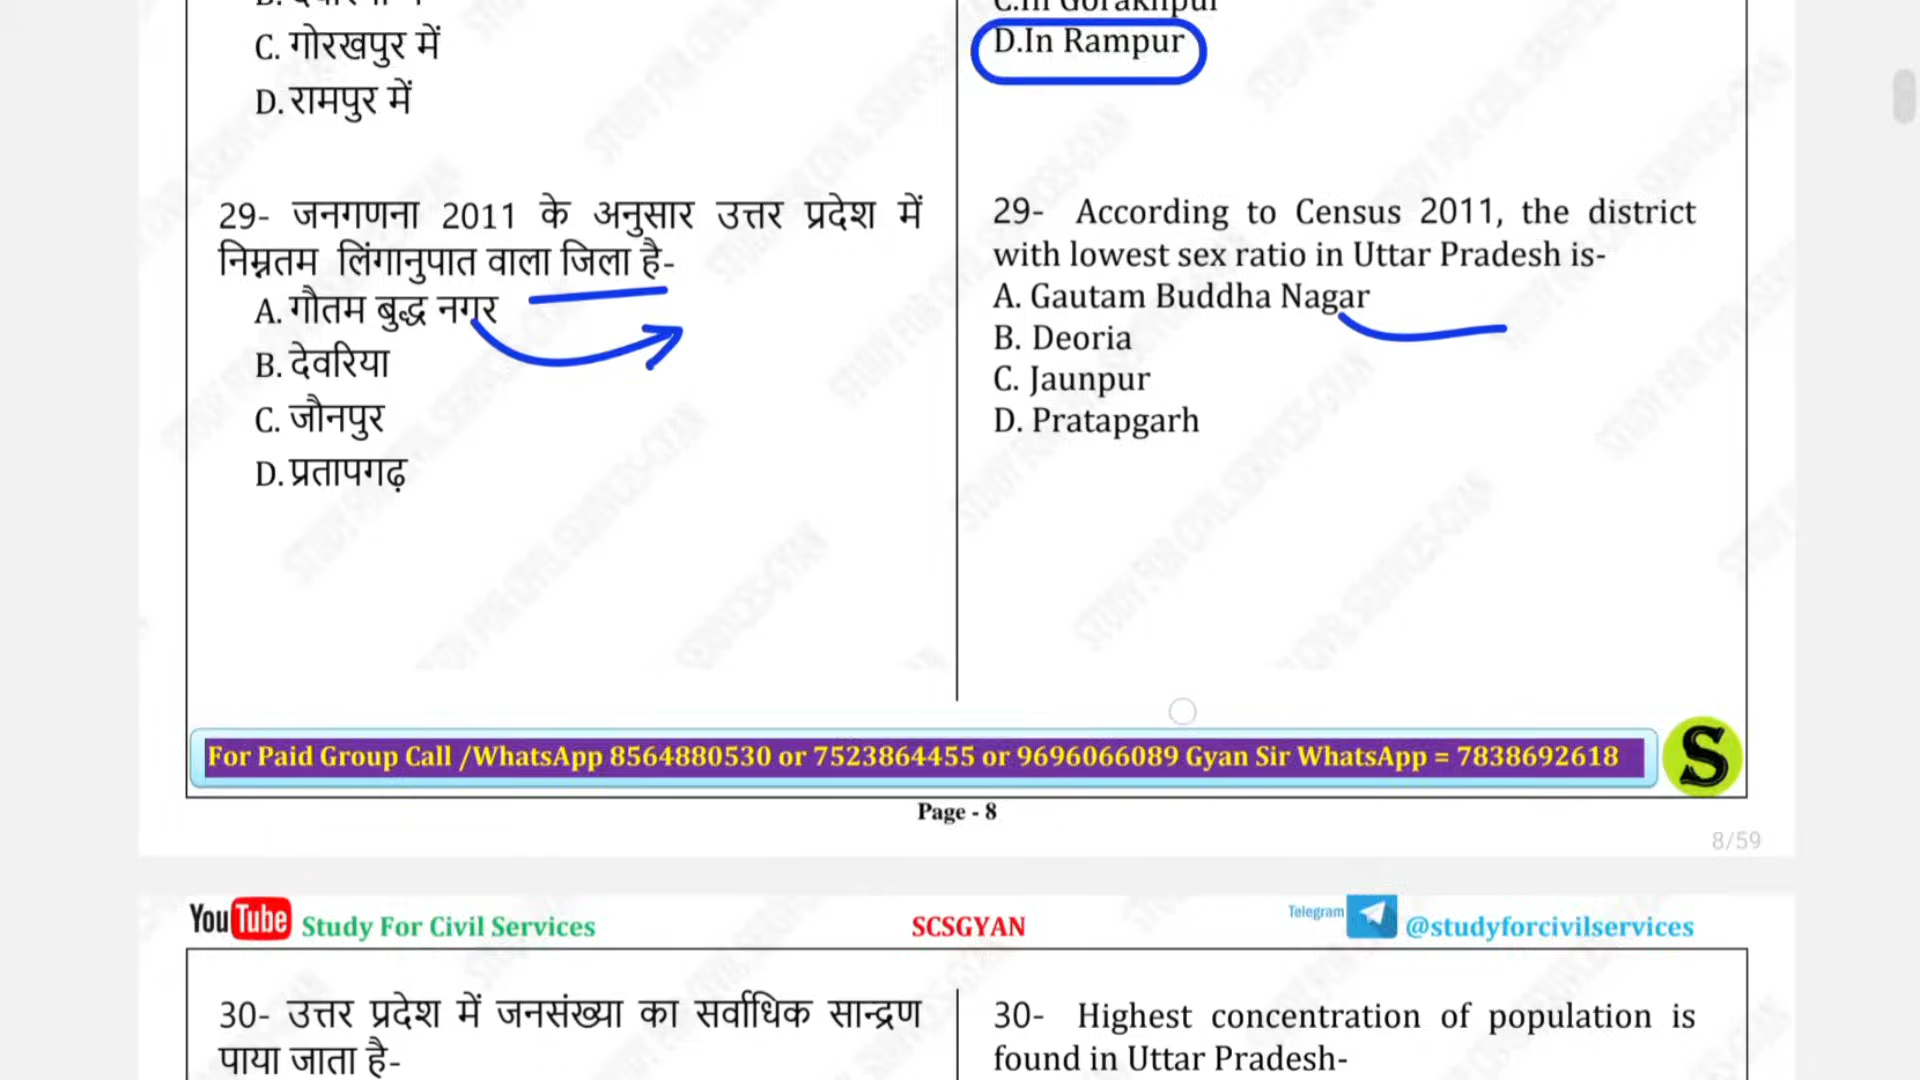 C. गोरखपुर में
D. रामपुर में
29- जनगणना 2011 के अनुसार उत्तर प्रदेश में
निम्नतम लिंगानुपात वाला जिला है-
A. गौतम बुद्ध नगर
B. देवरिया
C. जौनपुर
D. प्रतापगढ़
C.In Gorakhpur
D.In Rampur
29- According to Census 2011, the district
with lowest sex ratio in Uttar Pradesh is-
A. Gautam Buddha Nagar
B. Deoria
C. Jaunpur
D. Pratapgarh
For Paid Group Call /WhatsApp 8564880530 or 7523864455 or 9696066089 Gyan Sir WhatsApp = 7838692618
S
Page - 8
8/59
YouTube Study For Civil Services
SCSGYAN
Telegram @studyforcivilservices
30- उत्तर प्रदेश में जनसंख्या का सर्वाधिक सान्द्रण
पाया जाता है-
30- Highest concentration of population is
found in Uttar Pradesh-